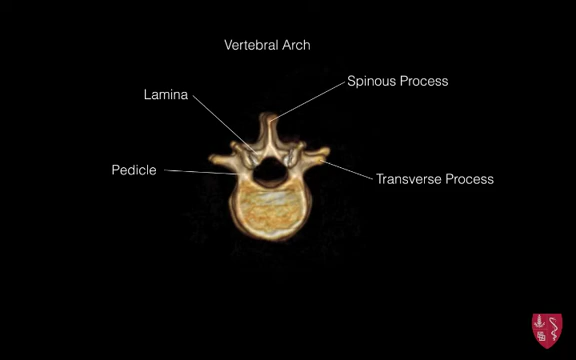 Vertebral Arch
Spinous Process
Lamina
Pedicle
Transverse Process